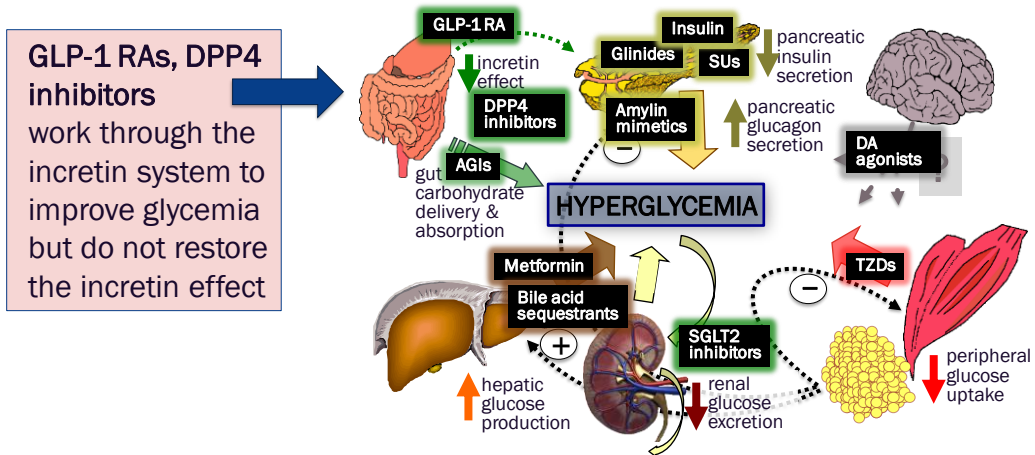 GLP-1 RAs, DPP4
inhibitors
work through the
incretin system to
improve glycemia
but do not restore
the incretin effect
GLP-1 RA
incretin
effect
DPP4
inhibitors
AGIs
gut
carbohydrate
delivery &
absorption
Insulin
Glinides
SUs
pancreatic
insulin
secretion
Amylin
mimetics
−
pancreatic
glucagon
secretion
DA
agonists
?
HYPERGLYCEMIA
Metformin
Bile acid
sequestrants
+
hepatic
glucose
production
SGLT2
inhibitors
renal
glucose
excretion
TZDs
−
peripheral
glucose
uptake